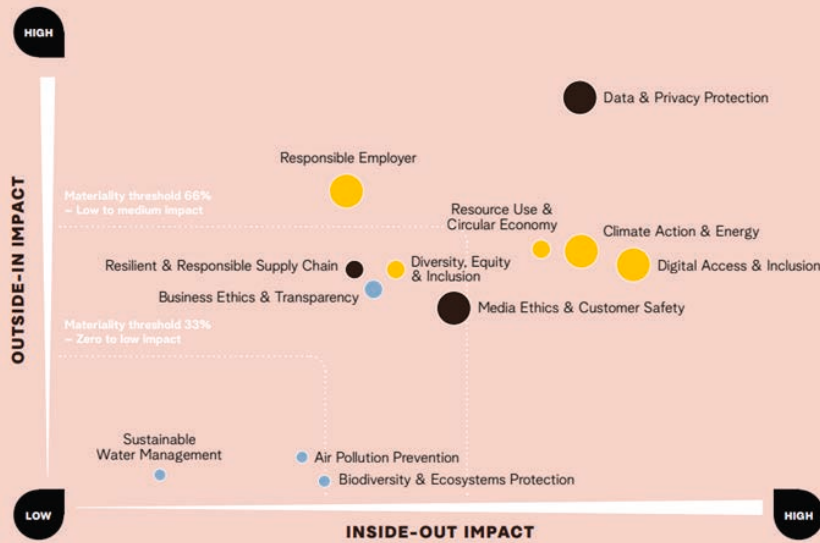 HIGH
Data & Privacy Protection
Responsible Employer
Materiality threshold 66%
– Low to medium impact
Resource Use &
Circular Economy
Climate Action & Energy
Digital Access & Inclusion
Resilient & Responsible Supply Chain
Diversity, Equity
& Inclusion
Business Ethics & Transparency
Media Ethics & Customer Safety
OUTSIDE-IN IMPACT
Materiality threshold 33%
– Zero to low impact
Sustainable
Water Management
Air Pollution Prevention
Biodiversity & Ecosystems Protection
LOW
HIGH
INSIDE-OUT IMPACT